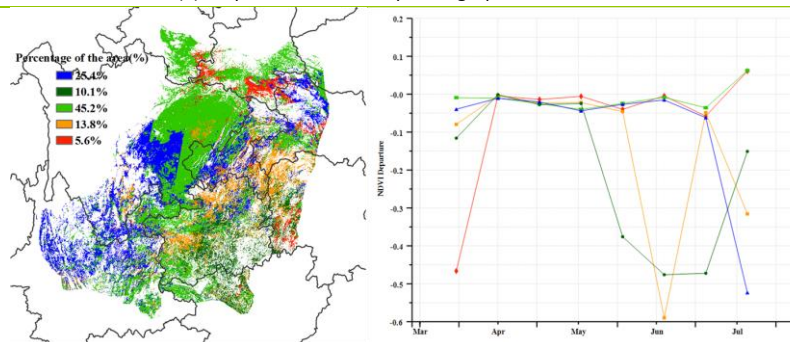 Percentage of the area(%)
25.4%
10.1%
45.2%
13.8%
5.6%
0.2
0.1
-0.0
-0.1
-0.2
-0.3
-0.4
-0.5
-0.6
NDVI Departure
Mar
Apr
May
Jun
Jul